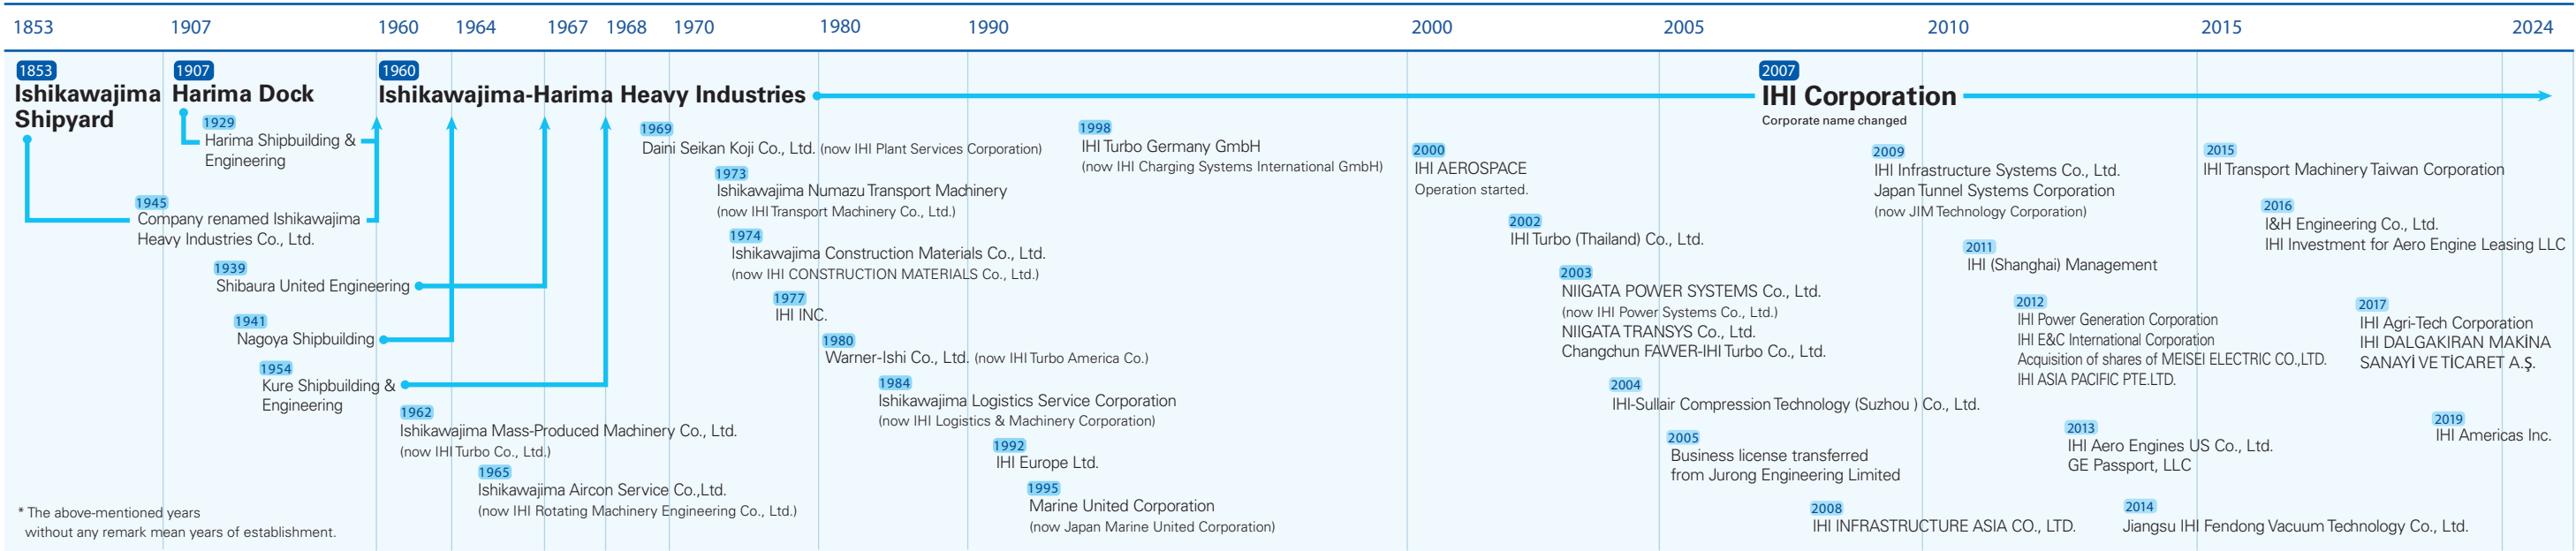 1853 1907 1960 1964 1967 1968 1970 1980 1990 2000 2005 2010 2015 2024
1853
Ishikawajima
Shipyard
1907
Harima Dock
1929
Harima Shipbuilding &
Engineering
1945
Company renamed Ishikawajima
Heavy Industries Co., Ltd.
1939
Shibaura United Engineering
1941
Nagoya Shipbuilding
1954
Kure Shipbuilding &
Engineering
* The above-mentioned years
without any remark mean years of establishment.
1960
Ishikawajima-Harima Heavy Industries
1962
Ishikawajima Mass-Produced Machinery Co., Ltd.
(now IHI Turbo Co., Ltd.)
1965
Ishikawajima Aircon Service Co.,Ltd.
(now IHI Rotating Machinery Engineering Co., Ltd.)
1969
Daini Seikan Koji Co., Ltd. (now IHI Plant Services Corporation)
1973
Ishikawajima Numazu Transport Machinery
(now IHI Transport Machinery Co., Ltd.)
1974
Ishikawajima Construction Materials Co., Ltd.
(now IHI CONSTRUCTION MATERIALS Co., Ltd.)
1977
IHI INC.
1980
Warner-Ishi Co., Ltd. (now IHI Turbo America Co.)
1984
Ishikawajima Logistics Service Corporation
(now IHI Logistics & Machinery Corporation)
1992
IHI Europe Ltd.
1995
Marine United Corporation
(now Japan Marine United Corporation)
1998
IHI Turbo Germany GmbH
(now IHI Charging Systems International GmbH)
2000
IHI AEROSPACE
Operation started.
2002
IHI Turbo (Thailand) Co., Ltd.
2003
NIIGATA POWER SYSTEMS Co., Ltd.
(now IHI Power Systems Co., Ltd.)
NIIGATA TRANSYS Co., Ltd.
Changchun FAWER-IHI Turbo Co., Ltd.
2004
IHI-Sullair Compression Technology (Suzhou ) Co., Ltd.
2005
Business license transferred
from Jurong Engineering Limited
2007
IHI Corporation
Corporate name changed
2008
IHI INFRASTRUCTURE ASIA CO., LTD.
2009
IHI Infrastructure Systems Co., Ltd.
Japan Tunnel Systems Corporation
(now JIM Technology Corporation)
2011
IHI (Shanghai) Management
2012
IHI Power Generation Corporation
IHI E&C International Corporation
Acquisition of shares of MEISEI ELECTRIC CO.,LTD.
IHI ASIA PACIFIC PTE.LTD.
2013
IHI Aero Engines US Co., Ltd.
GE Passport, LLC
2014
Jiangsu IHI Fendong Vacuum Technology Co., Ltd.
2015
IHI Transport Machinery Taiwan Corporation
2016
I&H Engineering Co., Ltd.
IHI Investment for Aero Engine Leasing LLC
2017
IHI Agri-Tech Corporation
IHI DALGAKIRAN MAKİNA
SANAYİ VE TİCARET A.Ş.
2019
IHI Americas Inc.